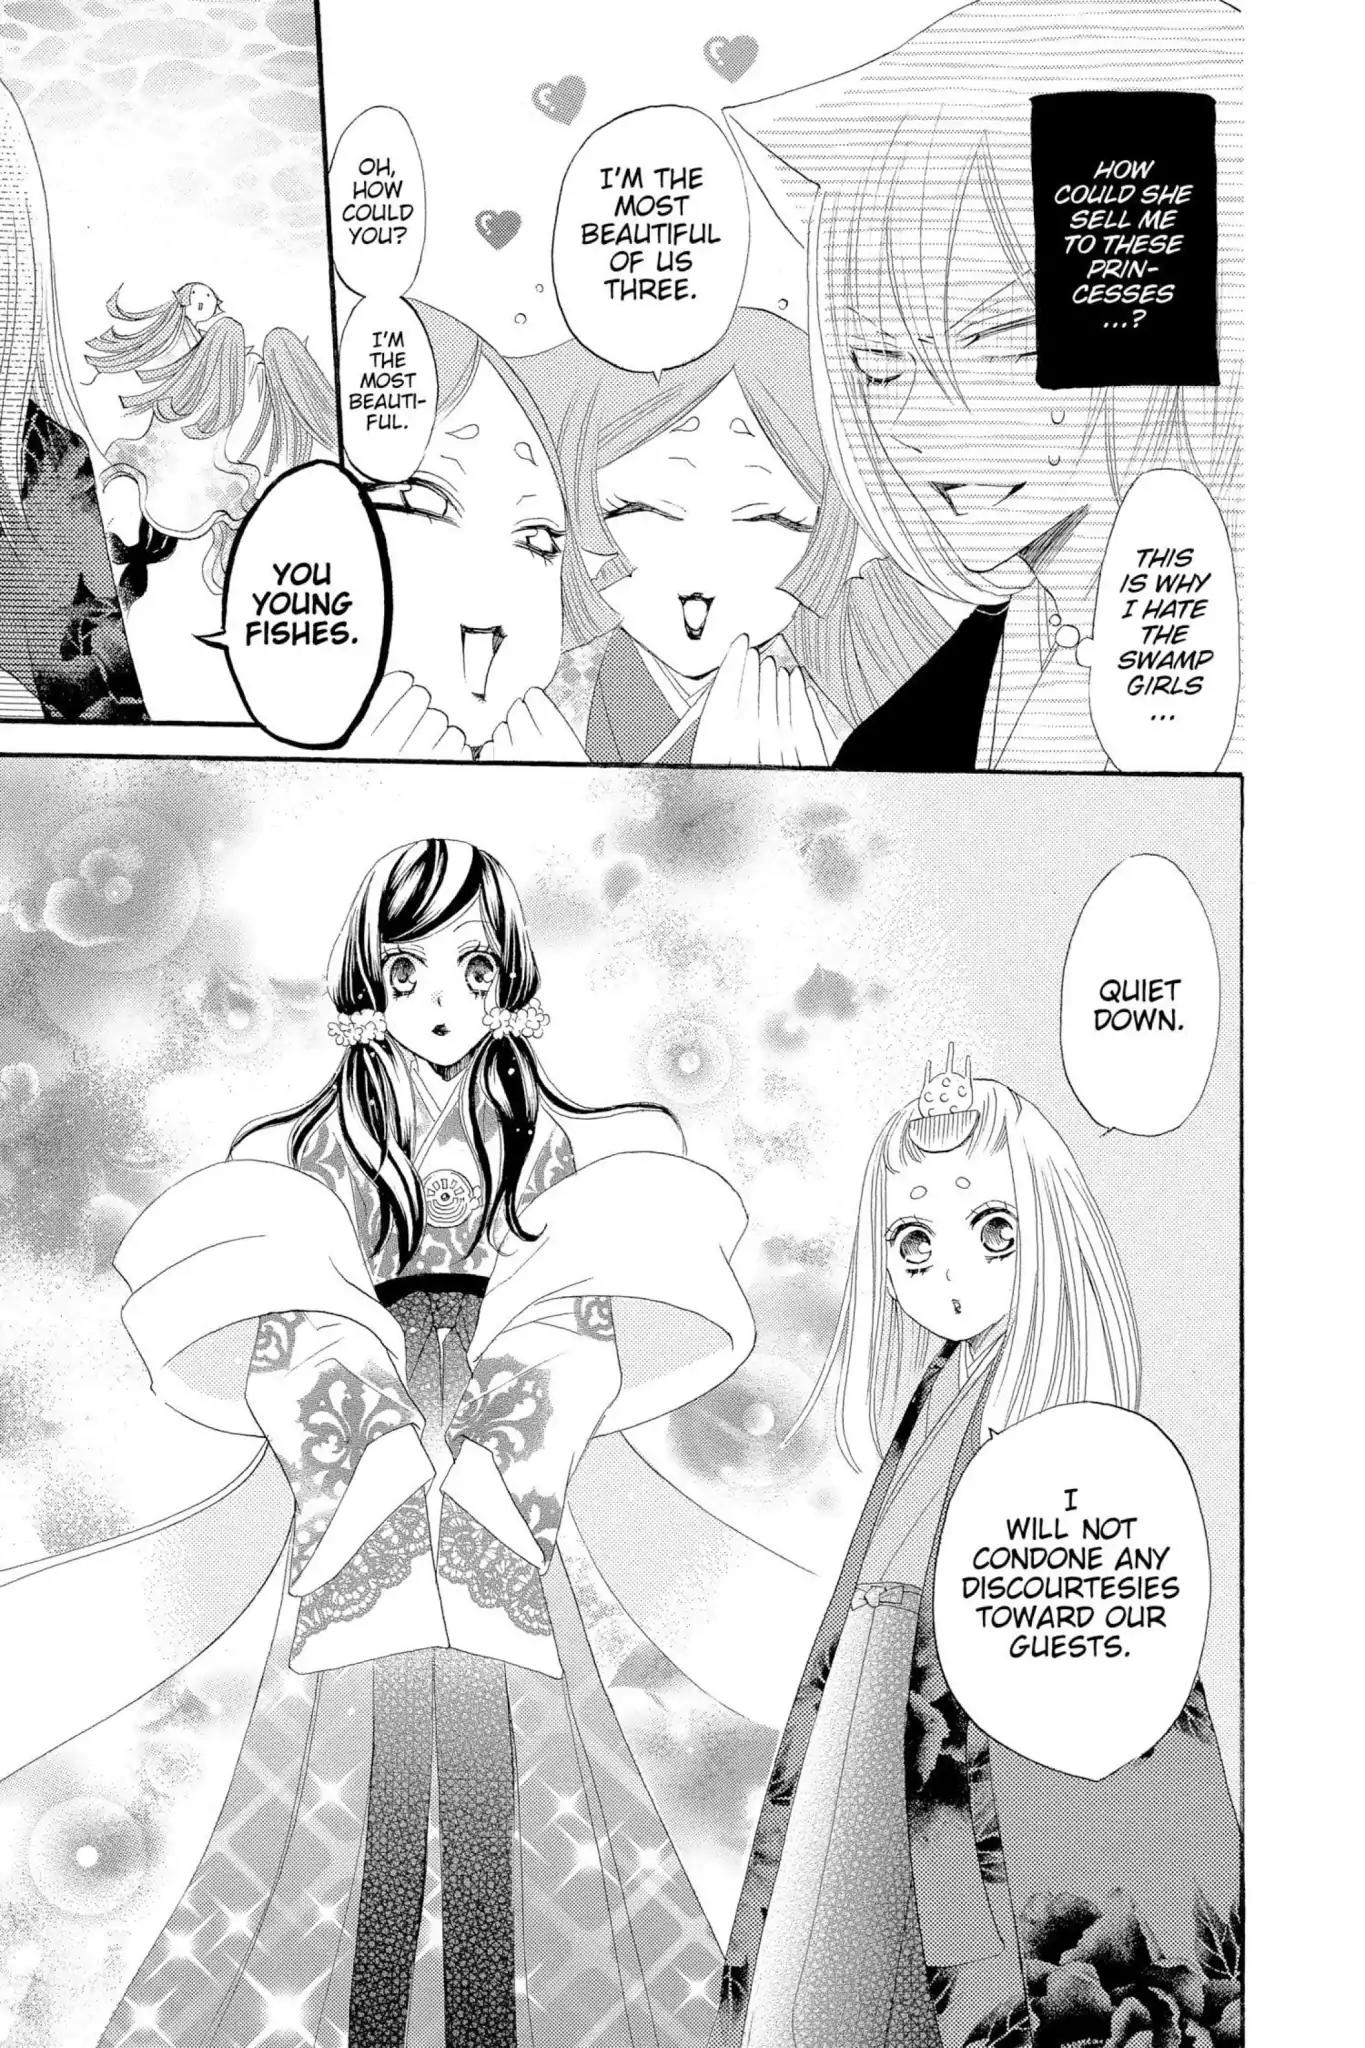 HOW
COULD SHE
SELL ME
TO THESE
PRIN-
CESSES
...?
THIS
IS WHY
I HATE
THE
SWAMP
GIRLS
...
I'M THE
MOST
BEAUTIFUL
OF US
THREE.
OH,
HOW
COULD
YOU?
I'M
THE
MOST
BEAUTI-
FUL.
YOU
YOUNG
FISHES.
QUIET
DOWN.
I
WILL NOT
CONDONE ANY
DISCOURTESIES
TOWARD OUR
GUESTS.